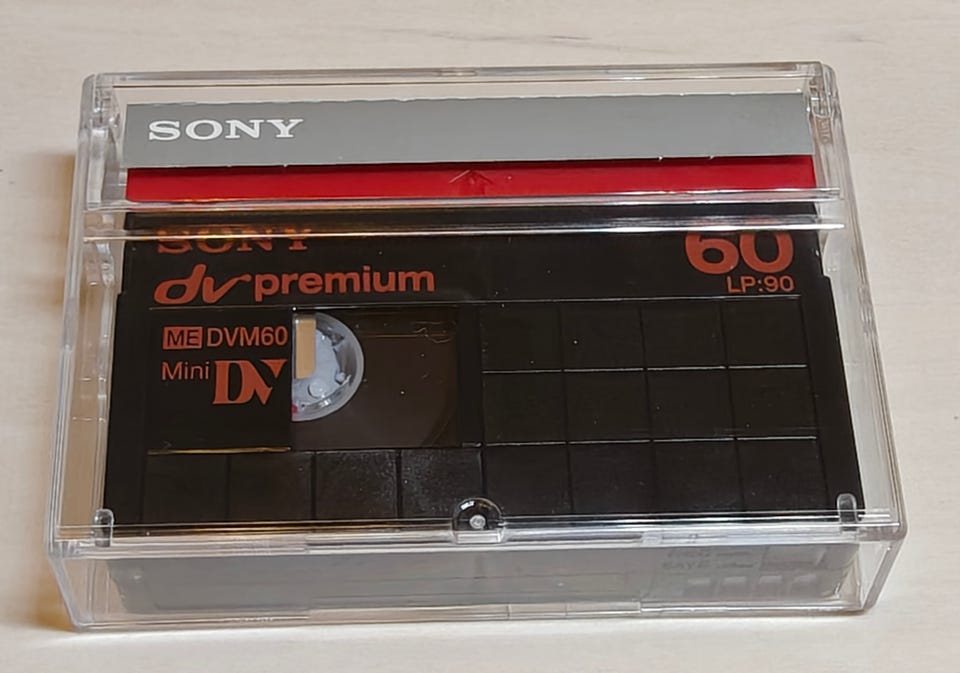 SONY
SONY
60
dv premium
LP:90
ME DVM60
Mini DV